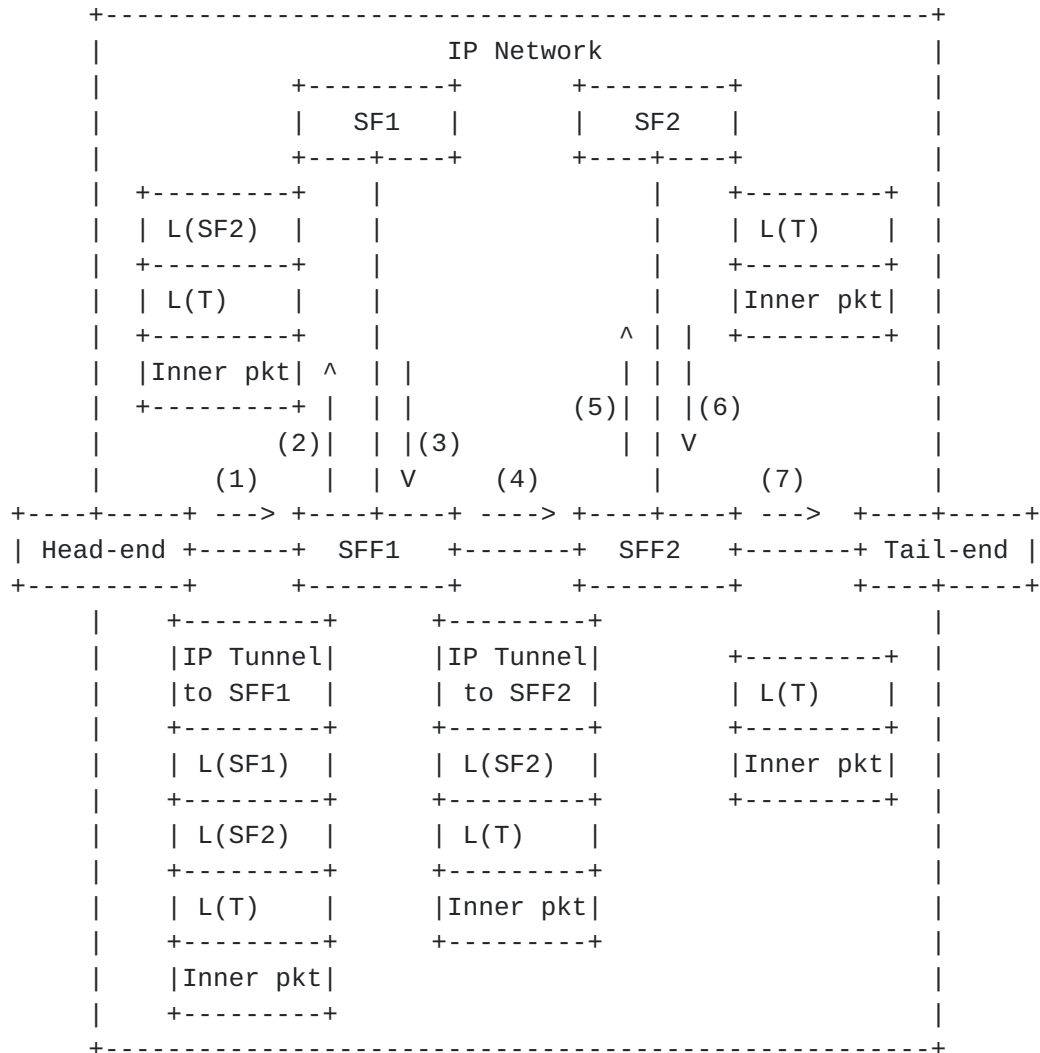 +-----------------------------------------------------+
     |                      IP Network                     |
     |            +---------+       +---------+            |
     |            |   SF1   |       |   SF2   |            |
     |            +----+----+       +----+----+            |
     |  +---------+    |                 |    +---------+  |
     |  | L(SF2)  |    |                 |    | L(T)    |  |
     |  +---------+    |                 |    +---------+  |
     |  | L(T)    |    |                 |    |Inner pkt|  |
     |  +---------+    |               ^ | |  +---------+  |
     |  |Inner pkt| ^  | |             | | |               |
     |  +---------+ |  | |          (5)| | |(6)            |
     |           (2)|  | |(3)          | | V               |
     |       (1)    |  | V     (4)       |      (7)        |
+----+-----+ ---> +----+----+ ----> +----+----+ --->  +----+-----+
| Head-end +------+  SFF1   +-------+  SFF2   +-------+ Tail-end |
+----------+      +---------+       +---------+       +----+-----+
     |    +---------+      +---------+                     |
     |    |IP Tunnel|      |IP Tunnel|        +---------+  |
     |    |to SFF1  |      | to SFF2 |        | L(T)    |  |
     |    +---------+      +---------+        +---------+  |
     |    | L(SF1)  |      | L(SF2)  |        |Inner pkt|  |
     |    +---------+      +---------+        +---------+  |
     |    | L(SF2)  |      | L(T)    |                     |
     |    +---------+      +---------+                     |
     |    | L(T)    |      |Inner pkt|                     |
     |    +---------+      +---------+                     |
     |    |Inner pkt|                                      |
     |    +---------+                                      |
     +-----------------------------------------------------+